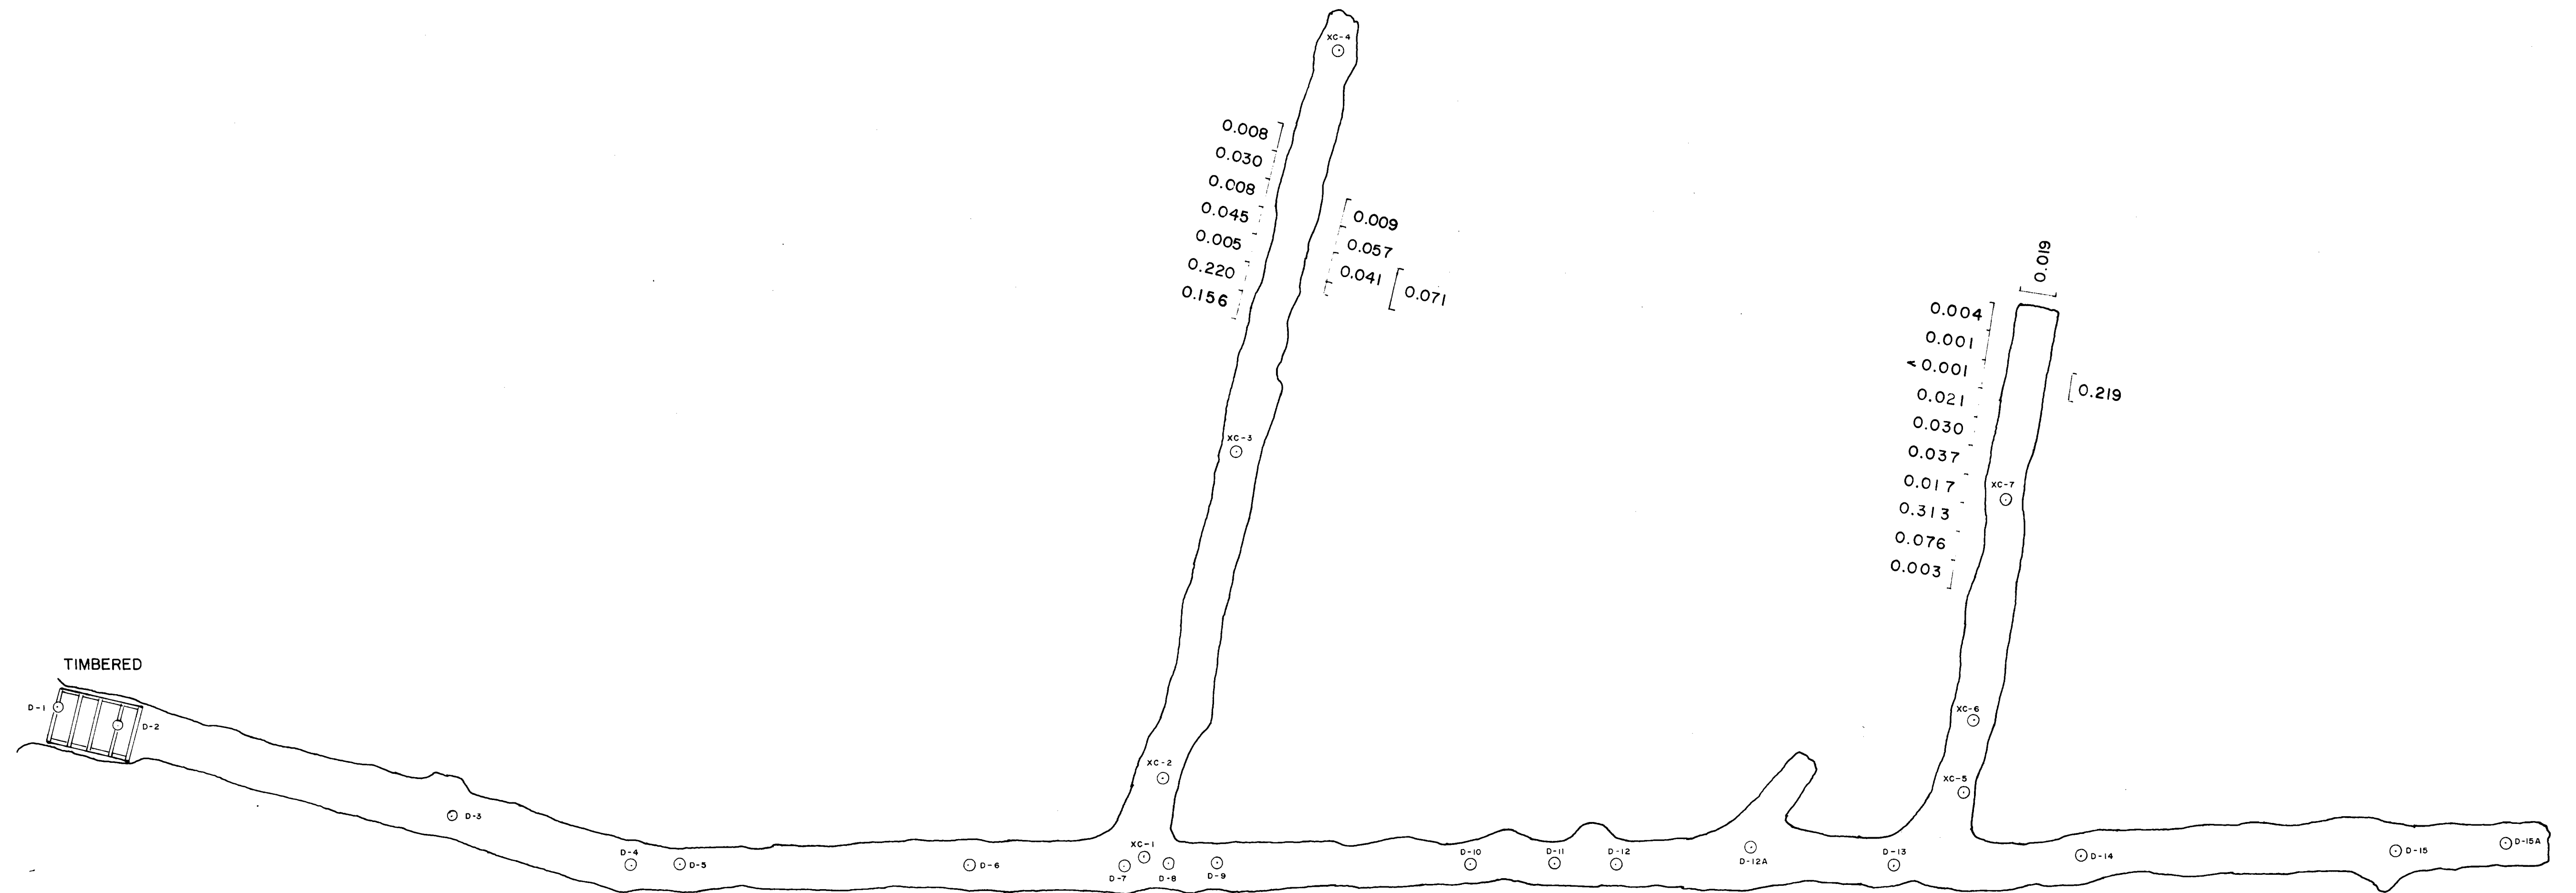 XC-4
0.008
0.030
0.008
0.045
0.005
0.220
0.156
0.009
0.057
0.041
0.071
0.019
0.004
0.001
<0.001
0.021
0.030
0.037
0.017
0.313
0.076
0.003
0.219
XC-3
XC-7
TIMBERED
D-1
D-2
XC-6
XC-2
XC-5
D-3
D-4
D-5
D-6
XC-1
D-7
D-8
D-9
D-10
D-11
D-12
D-12A
D-13
D-14
D-15
D-15A